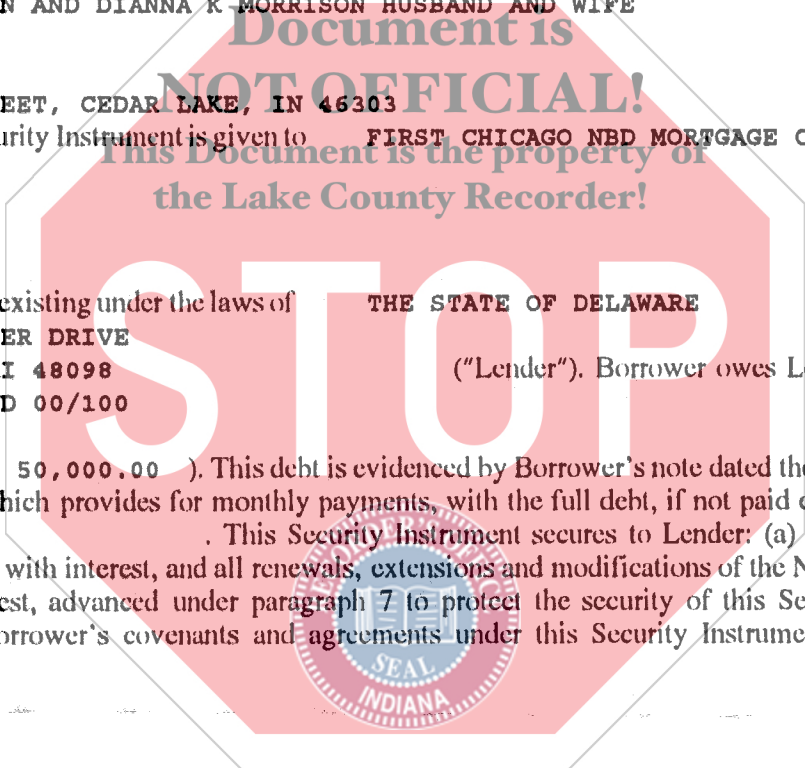 N AND DIANNA K MORRISON HUSBAND AND WIFE
Document is
NOT OFFICIAL!
EET, CEDAR LAKE, IN 46303
urity Instrument is given to FIRST CHICAGO NBD MORTGAGE C
This Document is the property of
the Lake County Recorder!
STOP
existing under the laws of THE STATE OF DELAWARE
ER DRIVE
I 48098 ("Lender"). Borrower owes L
D 00/100
50,000.00 ). This debt is evidenced by Borrower's note dated the
hich provides for monthly payments, with the full debt, if not paid
. This Security Instrument secures to Lender: (a)
with interest, and all renewals, extensions and modifications of the N
est, advanced under paragraph 7 to protect the security of this Se
orrower's covenants and agreements under this Security Instrume
RECORDER'S OFFICE
SEAL
INDIANA